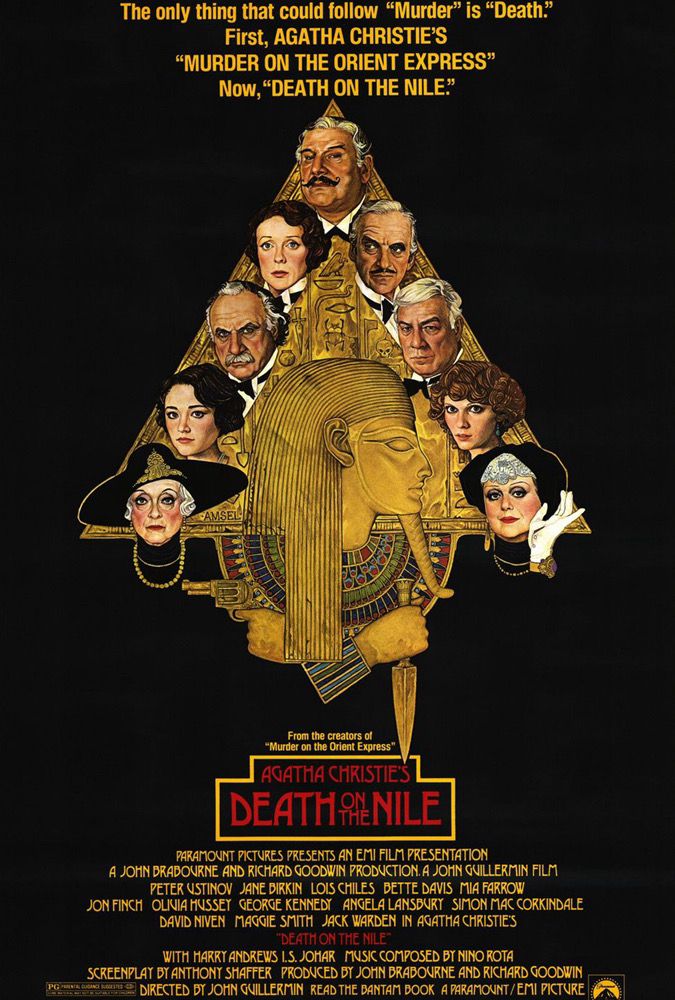 The only thing that could follow “Murder” is “Death.”
First, AGATHA CHRISTIE'S
“MURDER ON THE ORIENT EXPRESS”
Now, “DEATH ON THE NILE.”
AMSEL
From the creators of
“Murder on the Orient Express”
AGATHA CHRISTIE'S
DEATH ON THE NILE
PARAMOUNT PICTURES PRESENTS AN EMI FILM PRESENTATION
A JOHN BRABOURNE AND RICHARD GOODWIN PRODUCTION. A JOHN GUILLERMIN FILM
PETER USTINOV JANE BIRKIN LOIS CHILES BETTE DAVIS MIA FARROW
JON FINCH OLIVIA HUSSEY GEORGE KENNEDY ANGELA LANSBURY SIMON MAC CORKINDALE
DAVID NIVEN MAGGIE SMITH JACK WARDEN IN AGATHA CHRISTIE'S
“DEATH ON THE NILE”
WITH HARRY ANDREWS I.S. JOHAR MUSIC COMPOSED BY NINO ROTA
SCREENPLAY BY ANTHONY SHAFFER PRODUCED BY JOHN BRABOURNE AND RICHARD GOODWIN
PG PARENTAL GUIDANCE SUGGESTED
DIRECTED BY JOHN GUILLERMIN READ THE BANTAM BOOK A PARAMOUNT/EMI PICTURE